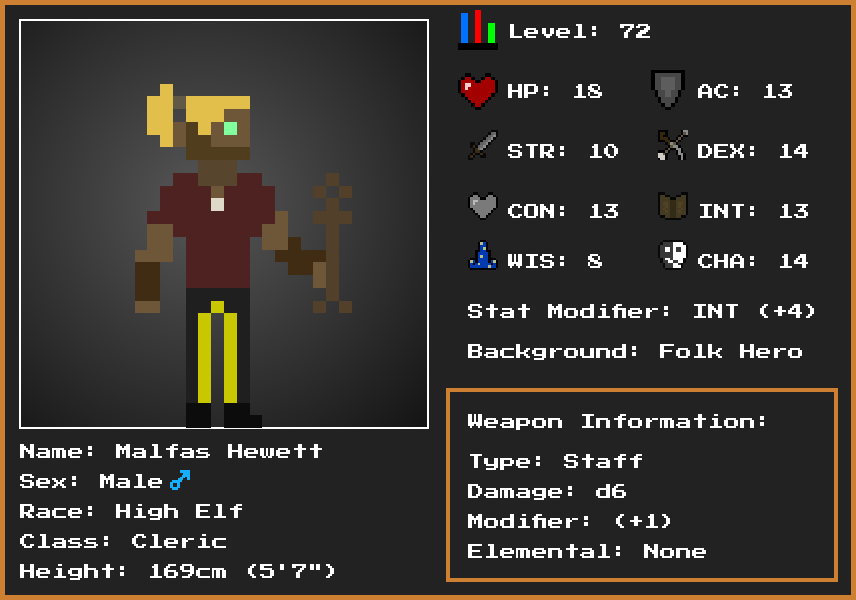 Level: 72
HP: 18 AC: 13
STR: 10 DEX: 14
CON: 13 INT: 13
WIS: 8 CHA: 14
Stat Modifier: INT (+4)
Background: Folk Hero
Weapon Information:
Type: Staff
Damage: d6
Modifier: (+1)
Elemental: None
Name: Malfas Hewett
Sex: Male♂
Race: High Elf
Class: Cleric
Height: 169cm (5'7")